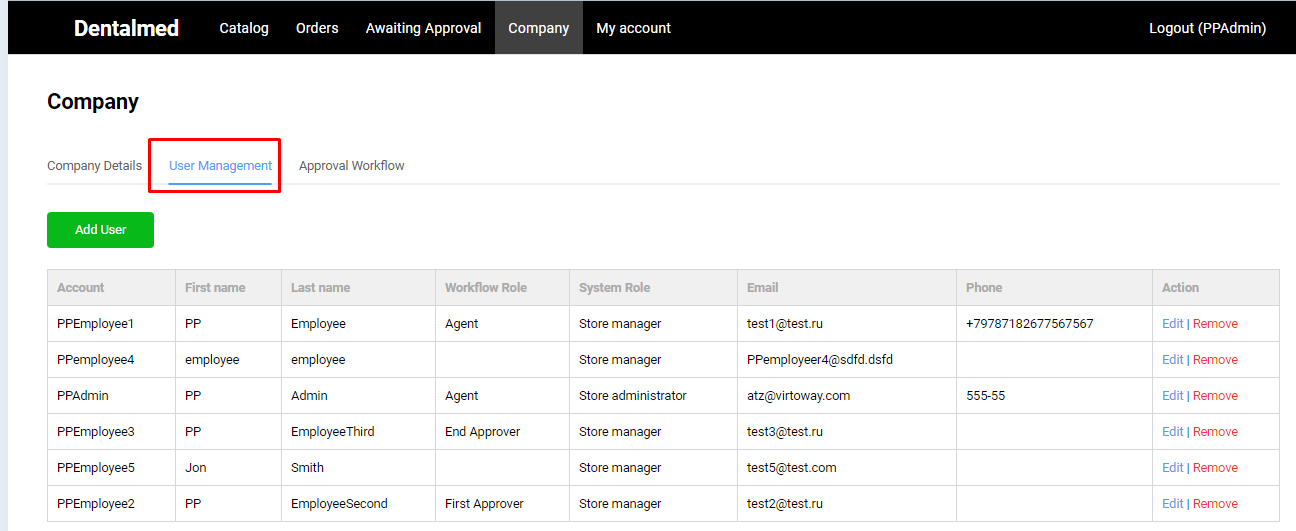 Dentalmed Catalog Orders Awaiting Approval Company My account Logout (PPAdmin)
Company
Company Details User Management Approval Workflow
Add User
Account First name Last name Workflow Role System Role Email Phone Action
PPEmployee1 PP Employee Agent Store manager test1@test.ru +79787182677567567 Edit | Remove
PPemployee4 employee employee Store manager PPemployeer4@sdfd.dsfd Edit | Remove
PPAdmin PP Admin Agent Store administrator atz@virtoway.com 555-55 Edit | Remove
PPEmployee3 PP EmployeeThird End Approver Store manager test3@test.ru Edit | Remove
PPEmployee5 Jon Smith Store manager test5@test.com Edit | Remove
PPEmployee2 PP EmployeeSecond First Approver Store manager test2@test.ru Edit | Remove